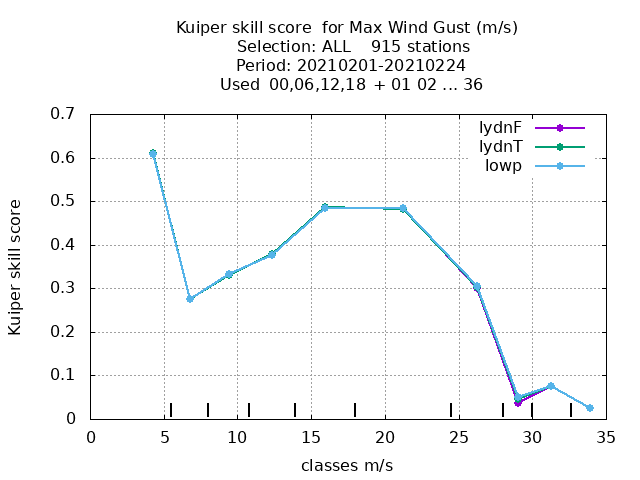 Kuiper skill score  for Max Wind Gust (m/s)
Selection: ALL    915 stations
Period: 20210201-20210224
Used  00,06,12,18  + 01 02 ... 36
0.7
0.6
0.5
0.4
0.3
0.2
0.1
0
Kuiper skill score
lydnF
lydnT
lowp
0 5 10 15 20 25 30 35
classes m/s